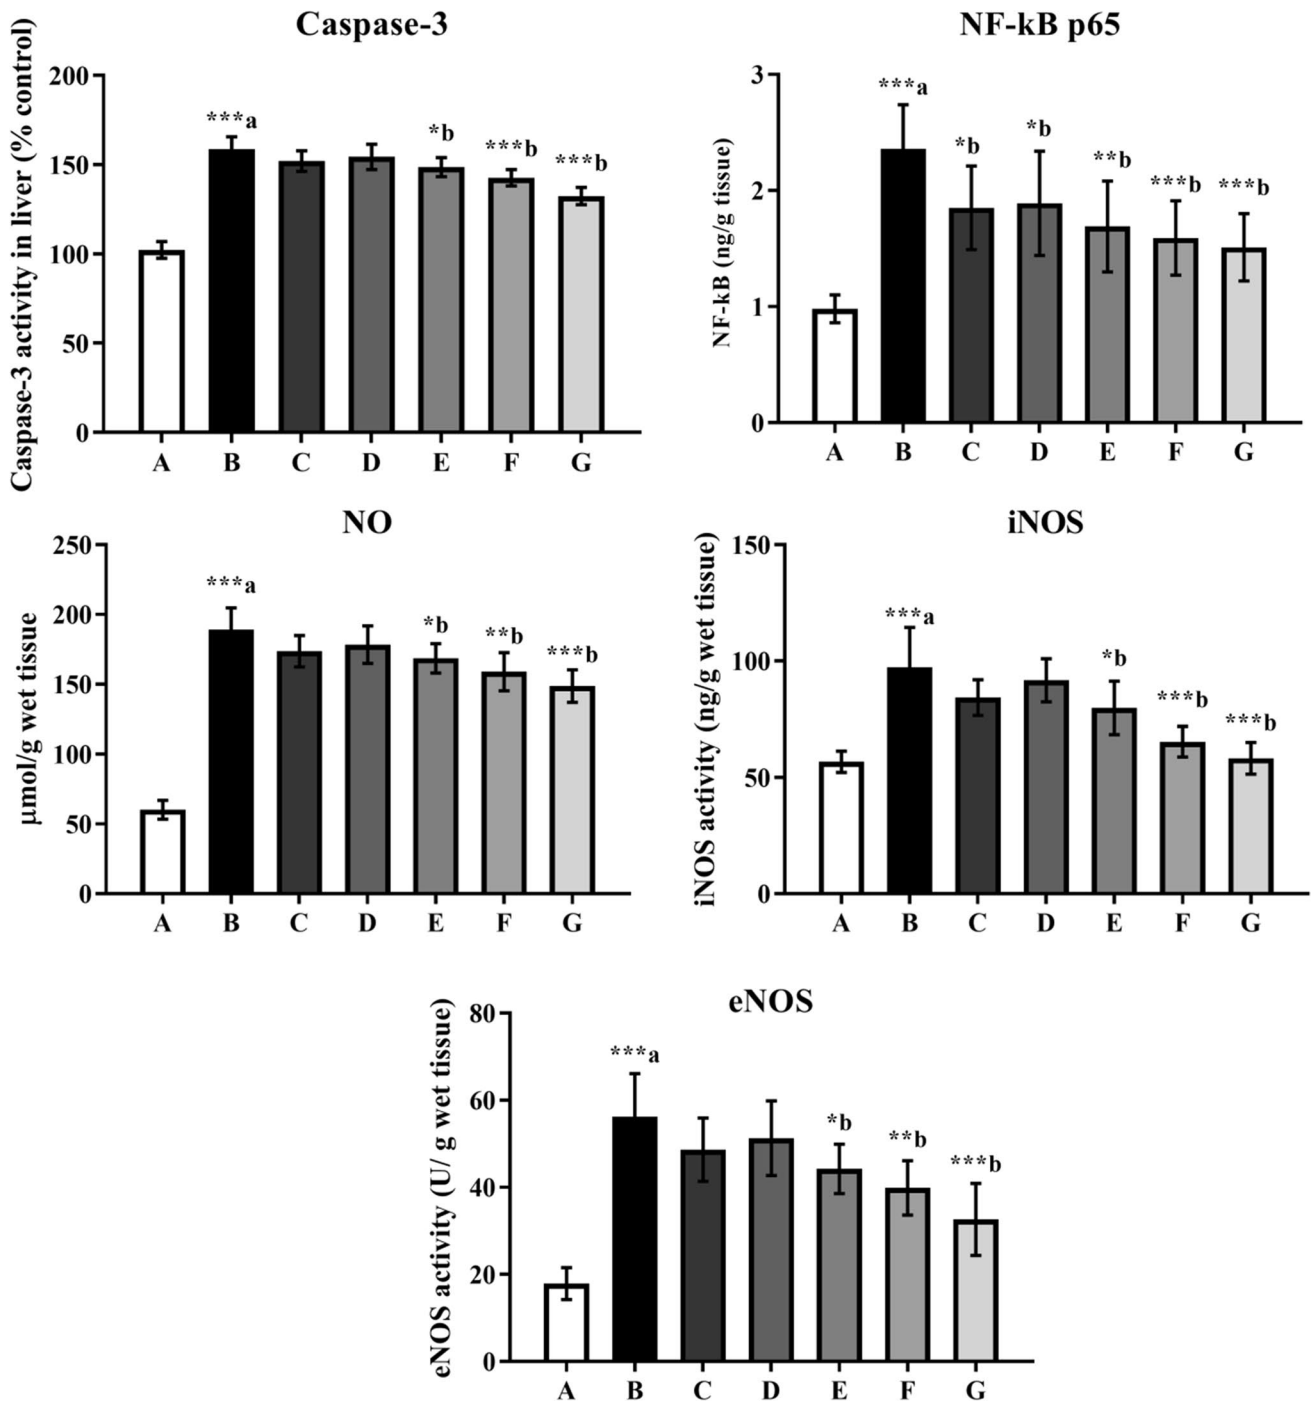 Caspase-3
Caspase-3 activity in liver (% control)
200
150
100
50
0
***a
*b
***b
***b
A B C D E F G
NF-kB p65
NF-kB (ng/g tissue)
3
2
1
0
***a
*b
*b
**b
***b
***b
A B C D E F G
NO
µmol/g wet tissue
250
200
150
100
50
0
***a
*b
**b
***b
A B C D E F G
iNOS
iNOS activity (ng/g wet tissue)
150
100
50
0
***a
*b
***b
***b
A B C D E F G
eNOS
eNOS activity (U/ g wet tissue)
80
60
40
20
0
***a
*b
**b
***b
A B C D E F G